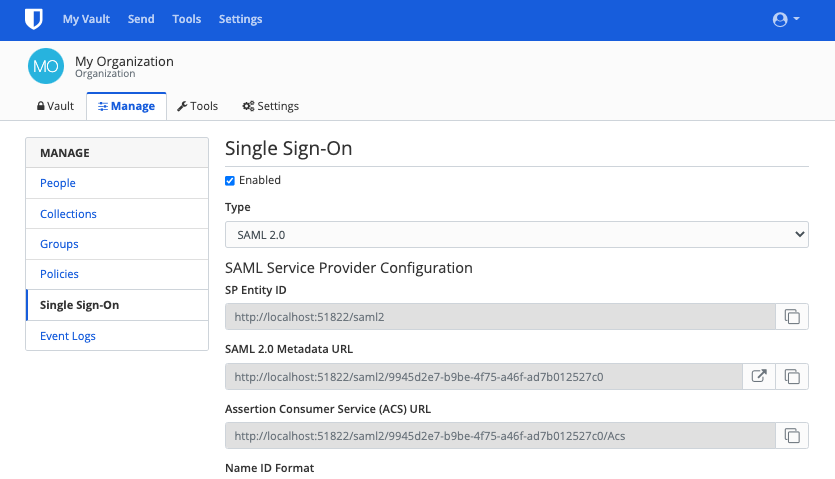 My Vault Send Tools Settings
MO My Organization
Organization
Vault Manage Tools Settings
MANAGE
People
Collections
Groups
Policies
Single Sign-On
Event Logs
Single Sign-On
Enabled
Type
SAML 2.0
SAML Service Provider Configuration
SP Entity ID
http://localhost:51822/saml2
SAML 2.0 Metadata URL
http://localhost:51822/saml2/9945d2e7-b9be-4f75-a46f-ad7b012527c0
Assertion Consumer Service (ACS) URL
http://localhost:51822/saml2/9945d2e7-b9be-4f75-a46f-ad7b012527c0/Acs
Name ID Format